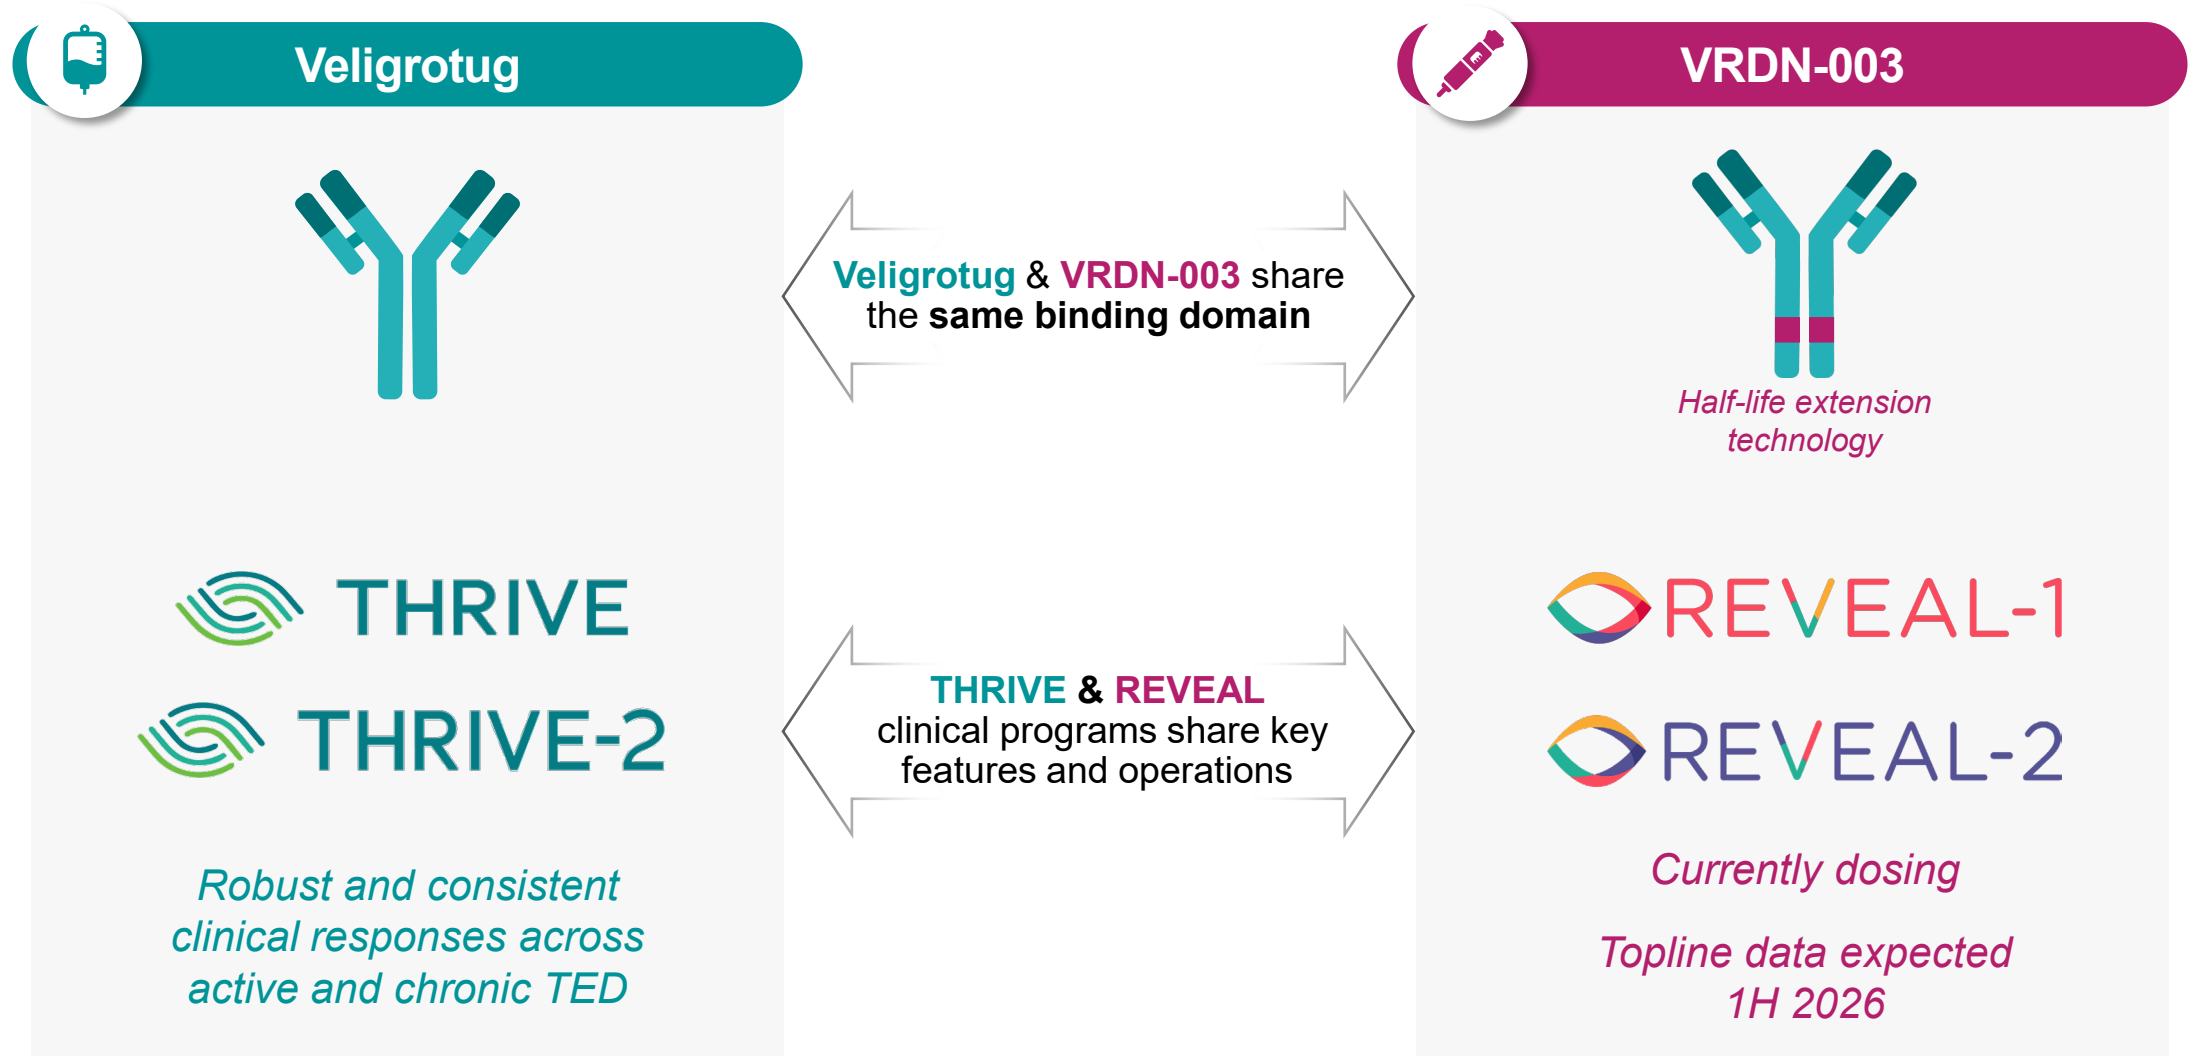 Veligrotug
VRDN-003
Veligrotug & VRDN-003 share
the same binding domain
Half-life extension
technology
THRIVE
THRIVE-2
THRIVE & REVEAL
clinical programs share key
features and operations
REVEAL-1
REVEAL-2
Robust and consistent
clinical responses across
active and chronic TED
Currently dosing
Topline data expected
1H 2026